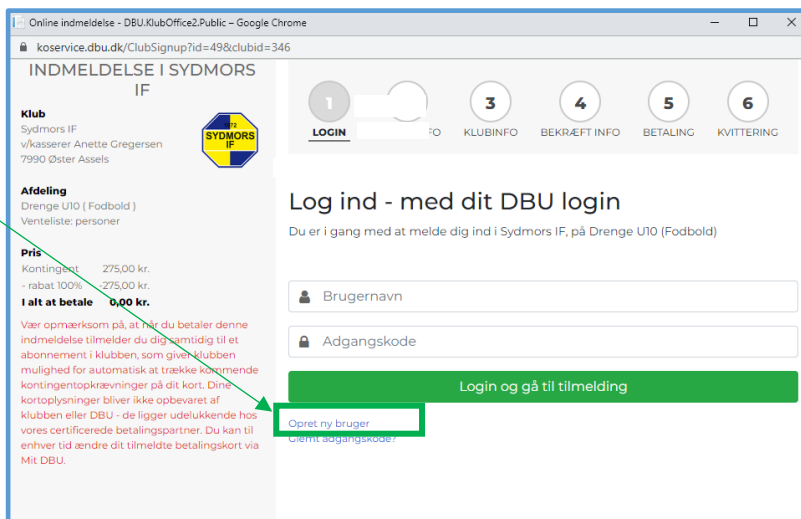 Online indmeldelse - DBU.KlubOffice2.Public – Google Chrome
koservice.dbu.dk/ClubSignup?id=49&clubid=346
INDMELDELSE I SYDMORS
IF
Klub
Sydmors IF
v/kasserer Anette Gregersen
7990 Øster Assels
1972
SYDMORS
IF
Afdeling
Drenge U10 ( Fodbold )
Venteliste: personer
Pris
Kontingent 275,00 kr.
- rabat 100% -275,00 kr.
I alt at betale 0,00 kr.
Vær opmærksom på, at når du betaler denne
indmeldelse tilmelder du dig samtidig til et
abonnement i klubben, som giver klubben
mulighed for automatisk at trække kommende
kontingentopkrævninger på dit kort. Dine
kortoplysninger bliver ikke opbevaret af
klubben eller DBU - de ligger udelukkende hos
vores certificerede betalingspartner. Du kan til
enhver tid ændre dit tilmeldte betalingskort via
Mit DBU.
1 3 4 5 6
LOGIN FO KLUBINFO BEKRÆFT INFO BETALING KVITTERING
Log ind - med dit DBU login
Du er i gang med at melde dig ind i Sydmors IF, på Drenge U10 (Fodbold)
Brugernavn
Adgangskode
Login og gå til tilmelding
Opret ny bruger
Glemt adgangskode?